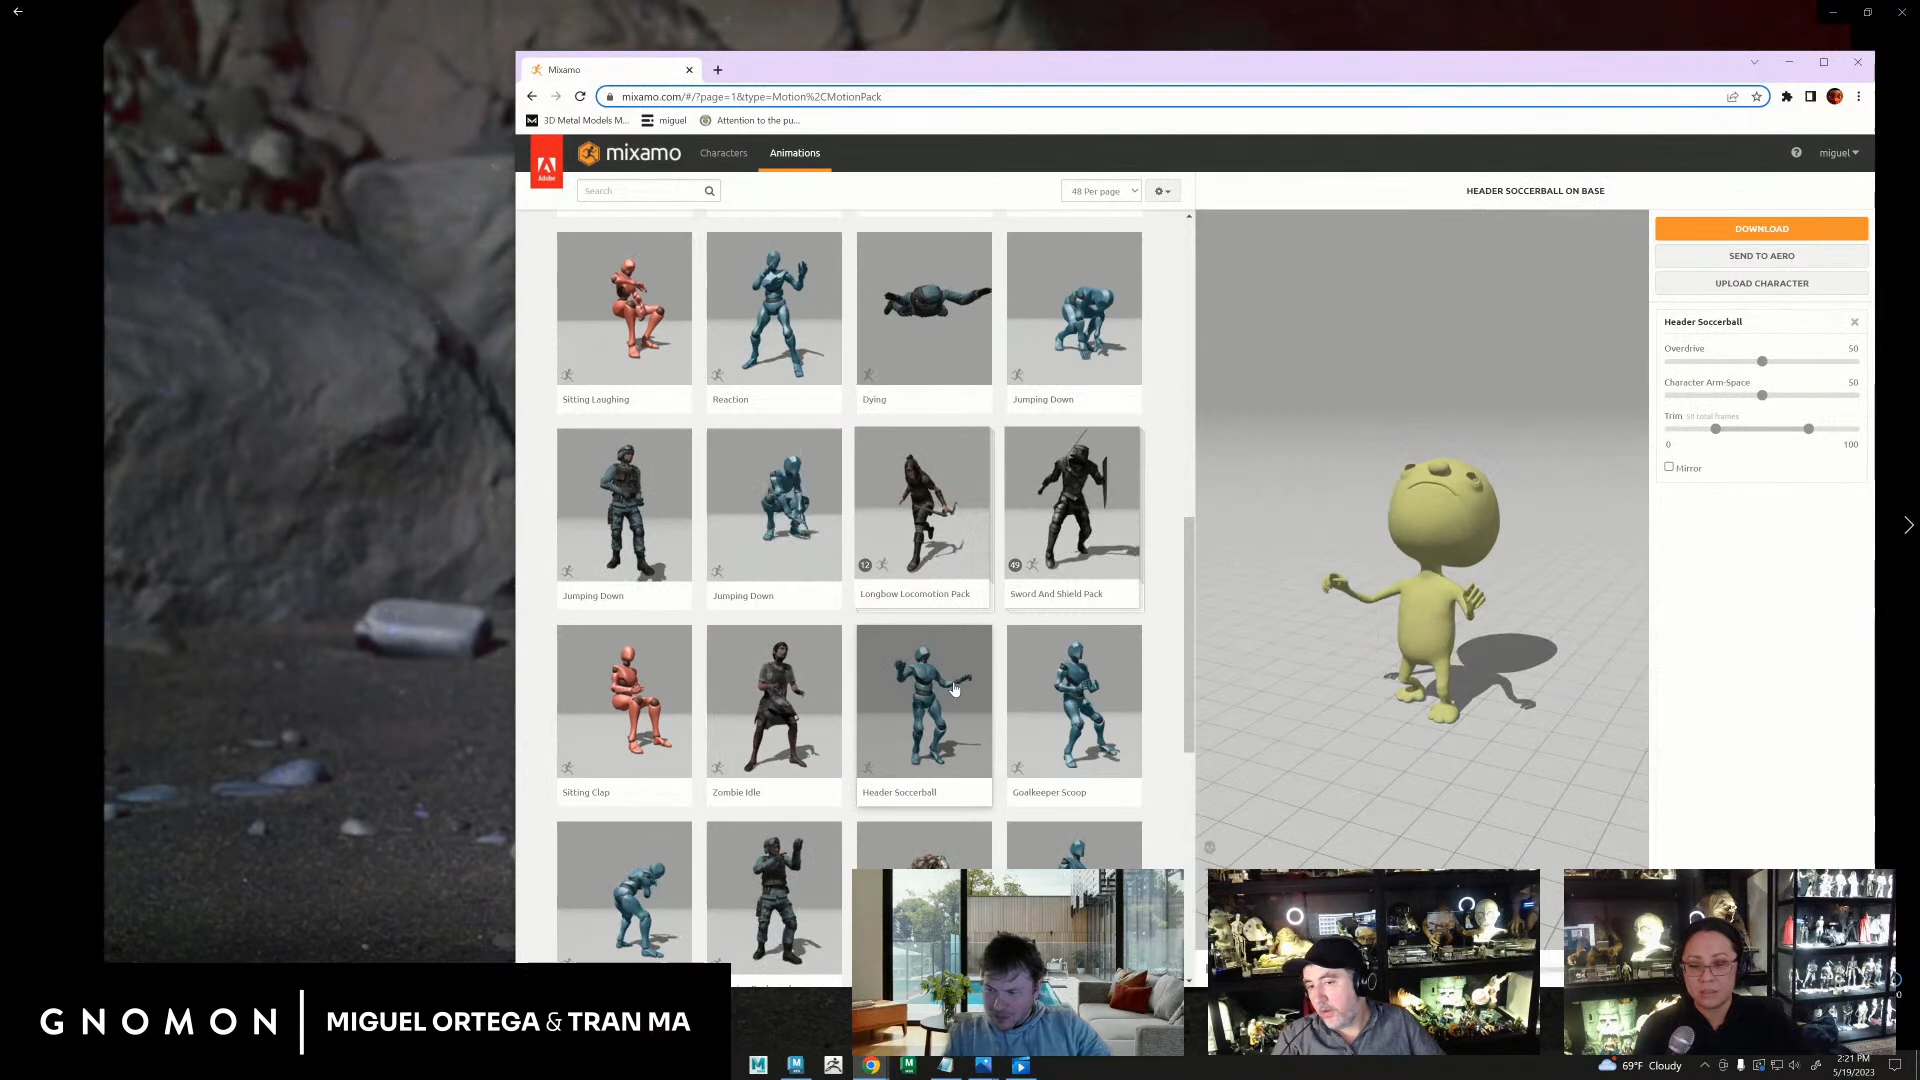 Mixamo
mixamo.com/#/?page=1&type=Motion%2CMotionPack
3D Metal Models M...
miguel
Attention to the pu...
Adobe
mixamo
Characters
Animations
miguel
Search
48 Per page
HEADER SOCCERBALL ON BASE
DOWNLOAD
SEND TO AERO
UPLOAD CHARACTER
Header Soccerball
Overdrive 50
Character Arm-Space 50
Trim 58 total frames
0 100
Mirror
Sitting Laughing
Reaction
Dying
Jumping Down
Jumping Down
Jumping Down
12
Longbow Locomotion Pack
49
Sword And Shield Pack
Sitting Clap
Zombie Idle
Header Soccerball
Goalkeeper Scoop
GNOMON
MIGUEL ORTEGA & TRAN MA
69°F Cloudy
2:21 PM
5/19/2023